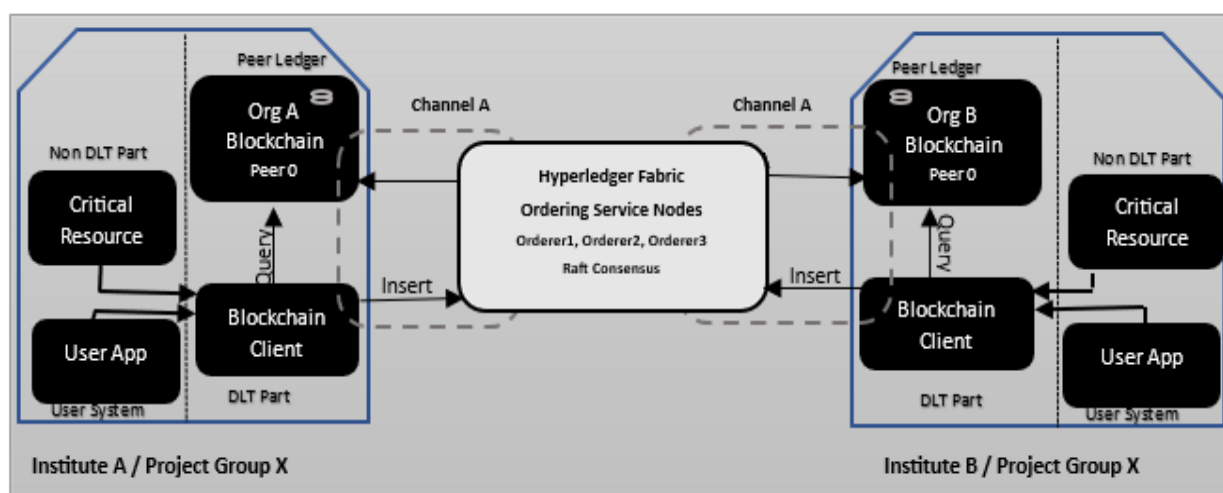 Peer Ledger
Org A
Blockchain
Peer 0
Non DLT Part
Critical
Resource
Query
User App
Blockchain
Client
User System
DLT Part
Institute A / Project Group X
Channel A
Insert
Hyperledger Fabric
Ordering Service Nodes
Orderer1, Orderer2, Orderer3
Raft Consensus
Channel A
Insert
Peer Ledger
Org B
Blockchain
Peer 0
Non DLT Part
Critical
Resource
Query
Blockchain
Client
User App
DLT Part
User System
Institute B / Project Group X